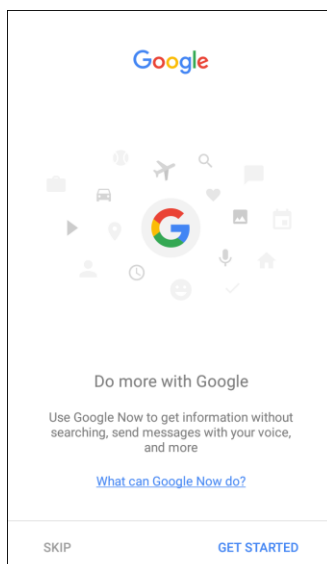 Google
G
Do more with Google
Use Google Now to get information without
searching, send messages with your voice,
and more
What can Google Now do?
SKIP GET STARTED